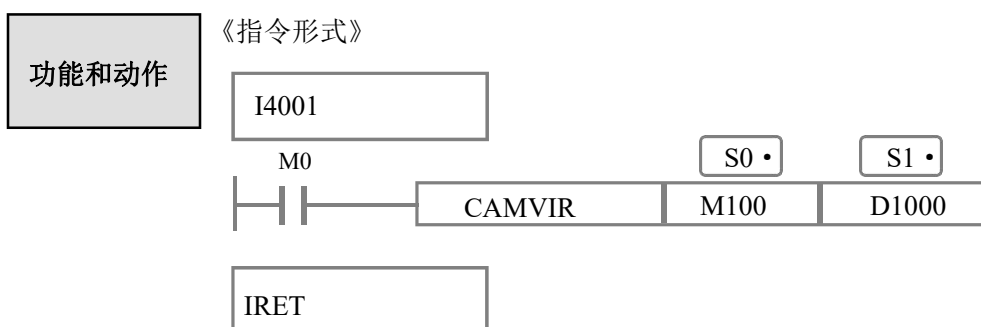 《指令形式》
功能和动作
I4001
M0
S0·
S1·
CAMVIR
M100
D1000
IRET